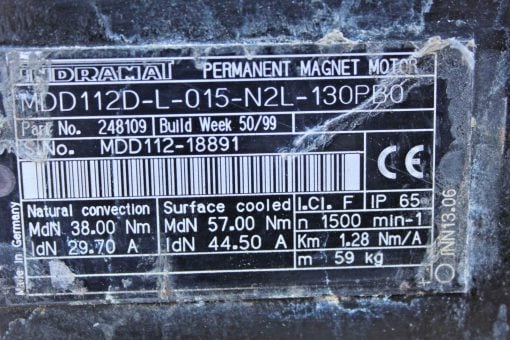 INDRAMAT PERMANENT MAGNET MOTOR
MDD112D-L-015-N2L-130PB0
Part No. 248109 Build Week 50/99
S.No. MDD112-18891
CE
Natural convection Surface cooled I.Cl. F IP 65
MdN 38.00 Nm MdN 57.00 Nm n 1500 min-1
IdN 29.70 A IdN 44.50 A Km 1.28 Nm/A
m 59 kg
Made in Germany
INN13.06